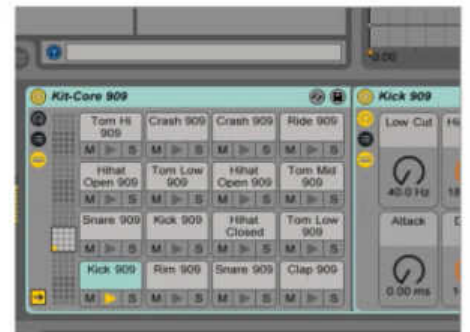 0.00
Kit-Core 909
Kick 909
Tom Hi
909
Crash 909
Crash 909
Ride 909
M S M S M S M S
Hihat
Open 909
Tom Low
909
Hihat
Open 909
Tom Mid
909
M S M S M S M S
Snare 909
Kick 909
Hihat
Closed
Tom Low
909
M S M S M S M S
Kick 909
Rim 909
Snare 909
Clap 909
M S M S M S M S
Low Cut
40.0 Hz
Attack
0.00 ms